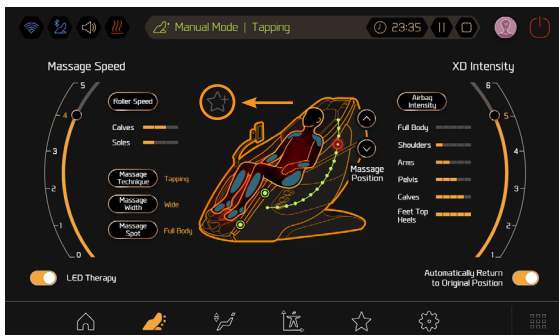 Manual Mode | Tapping
23:35
Massage Speed
XD Intensity
5
4
3
2
1
0
Roller Speed
Calves
Soles
Massage
Technique
Tapping
Massage
Width
Wide
Massage
Spot
Full Body
Massage
Position
Airbag
Intensity
Full Body
Shoulders
Arms
Pelvis
Calves
Feet Top
Heels
6
5
4
3
2
1
LED Therapy
Automatically Return
to Original Position